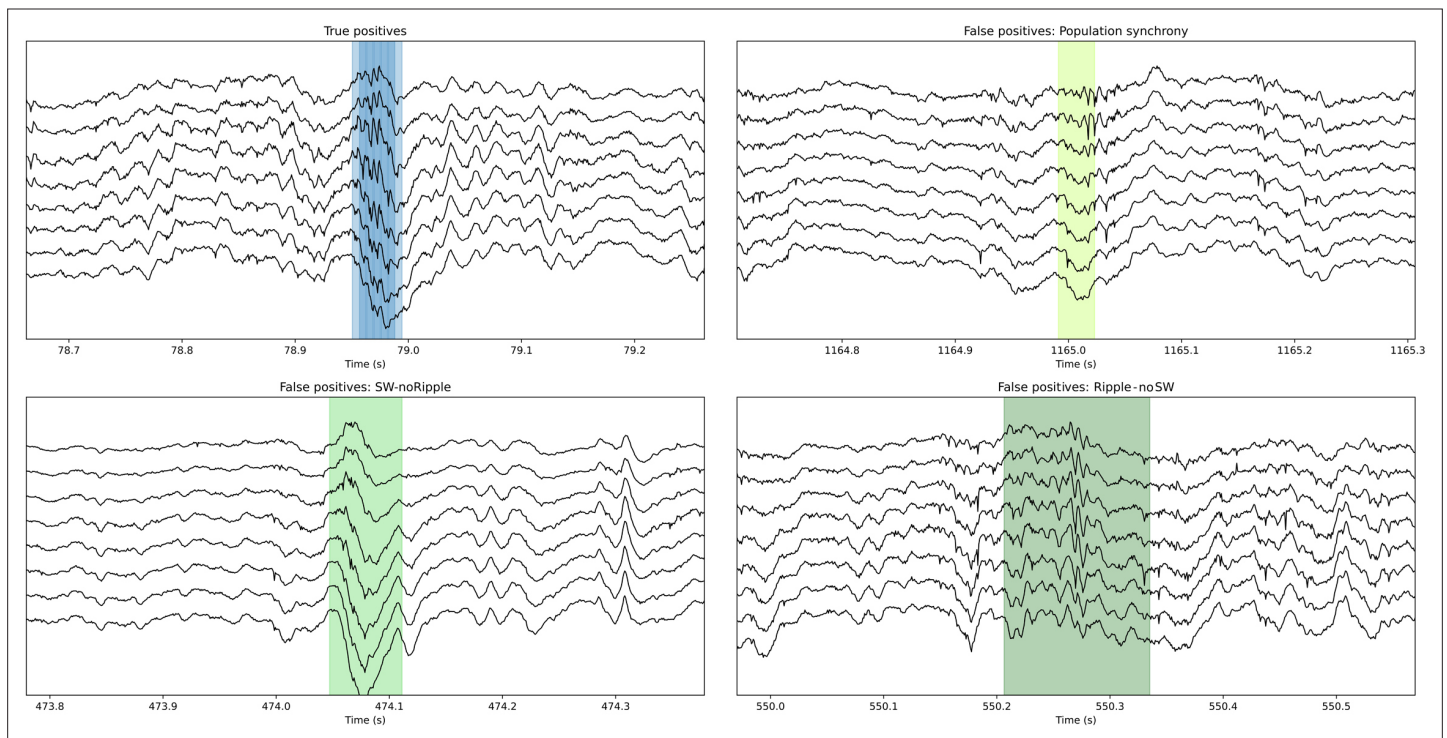 True positives
78.7 78.8 78.9 79.0 79.1 79.2
Time (s)
False positives: Population synchrony
1164.8 1164.9 1165.0 1165.1 1165.2 1165.3
Time (s)
False positives: SW-noRipple
473.8 473.9 474.0 474.1 474.2 474.3
Time (s)
False positives: Ripple-noSW
550.0 550.1 550.2 550.3 550.4 550.5
Time (s)